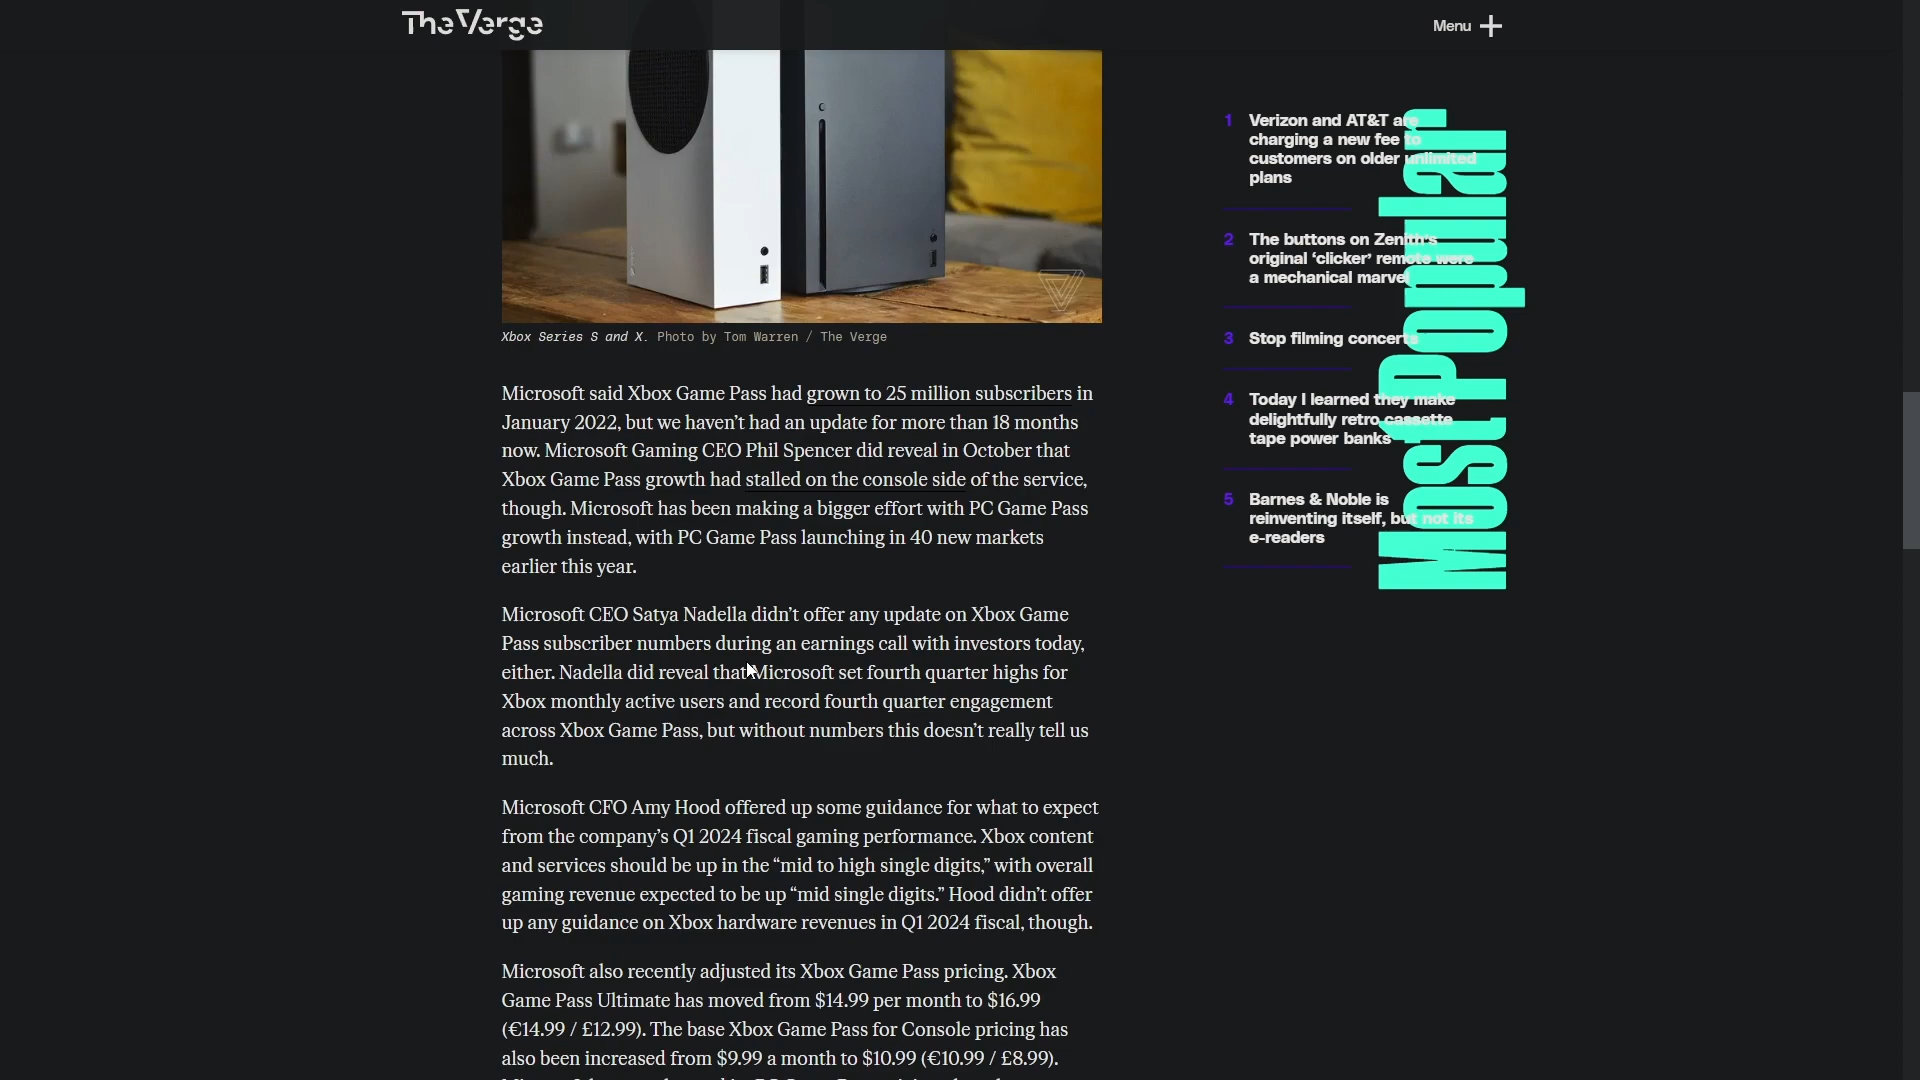 The Verge
Menu
Xbox Series S and X. Photo by Tom Warren / The Verge
Microsoft said Xbox Game Pass had grown to 25 million subscribers in
January 2022, but we haven’t had an update for more than 18 months
now. Microsoft Gaming CEO Phil Spencer did reveal in October that
Xbox Game Pass growth had stalled on the console side of the service,
though. Microsoft has been making a bigger effort with PC Game Pass
growth instead, with PC Game Pass launching in 40 new markets
earlier this year.
Microsoft CEO Satya Nadella didn’t offer any update on Xbox Game
Pass subscriber numbers during an earnings call with investors today,
either. Nadella did reveal that Microsoft set fourth quarter highs for
Xbox monthly active users and record fourth quarter engagement
across Xbox Game Pass, but without numbers this doesn’t really tell us
much.
Microsoft CFO Amy Hood offered up some guidance for what to expect
from the company’s Q1 2024 fiscal gaming performance. Xbox content
and services should be up in the “mid to high single digits,” with overall
gaming revenue expected to be up “mid single digits.” Hood didn’t offer
up any guidance on Xbox hardware revenues in Q1 2024 fiscal, though.
Microsoft also recently adjusted its Xbox Game Pass pricing. Xbox
Game Pass Ultimate has moved from $14.99 per month to $16.99
(€14.99 / £12.99). The base Xbox Game Pass for Console pricing has
also been increased from $9.99 a month to $10.99 (€10.99 / £8.99).
Most Popular
1 Verizon and AT&T are
charging a new fee to
customers on older unlimited
plans
2 The buttons on Zenith’s
original ‘clicker’ remote were
a mechanical marvel
3 Stop filming concerts
4 Today I learned they make
delightfully retro cassette
tape power banks
5 Barnes & Noble is
reinventing itself, but not its
e-readers